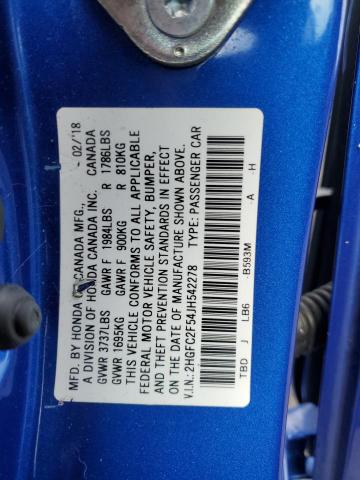 MFD. BY HONDA OF CANADA MFG., 02/'18
A DIVISION OF HONDA CANADA INC. CANADA
GVWR 3737LBS GAWR F 1984LBS R 1786LBS
GVWR 1695KG GAWR F 900KG R 810KG
THIS VEHICLE CONFORMS TO ALL APPLICABLE
FEDERAL MOTOR VEHICLE SAFETY, BUMPER,
AND THEFT PREVENTION STANDARDS IN EFFECT
ON THE DATE OF MANUFACTURE SHOWN ABOVE.
V.I.N.: 2HGFC2F54JH542278 TYPE: PASSENGER CAR
TBD J LB6 -B593M -A -H